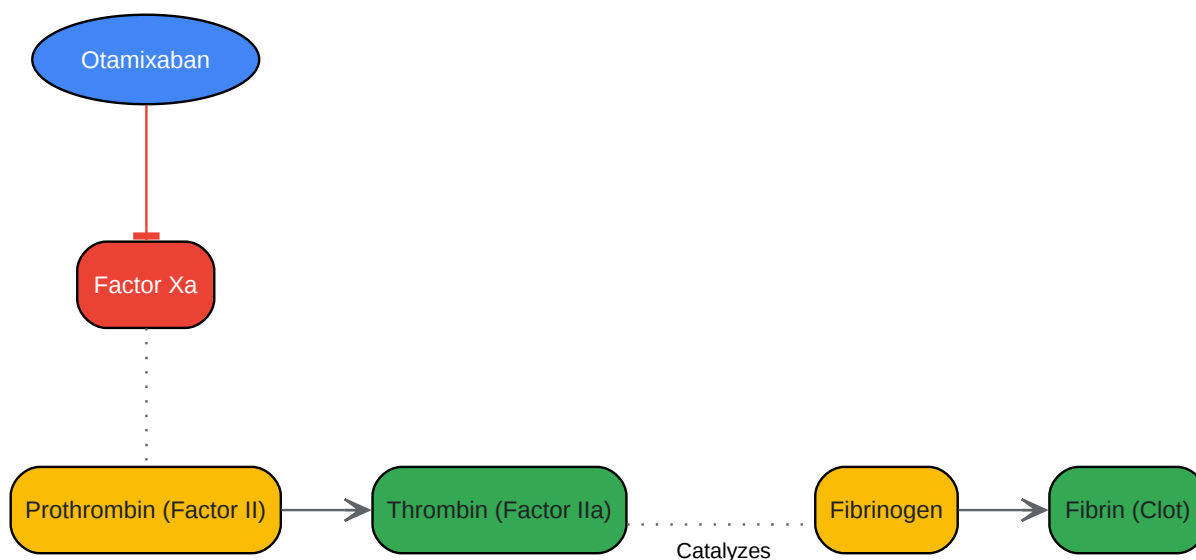 Otamixaban
Factor Xa
Prothrombin (Factor II)
Thrombin (Factor IIa)
Catalyzes
Fibrinogen
Fibrin (Clot)